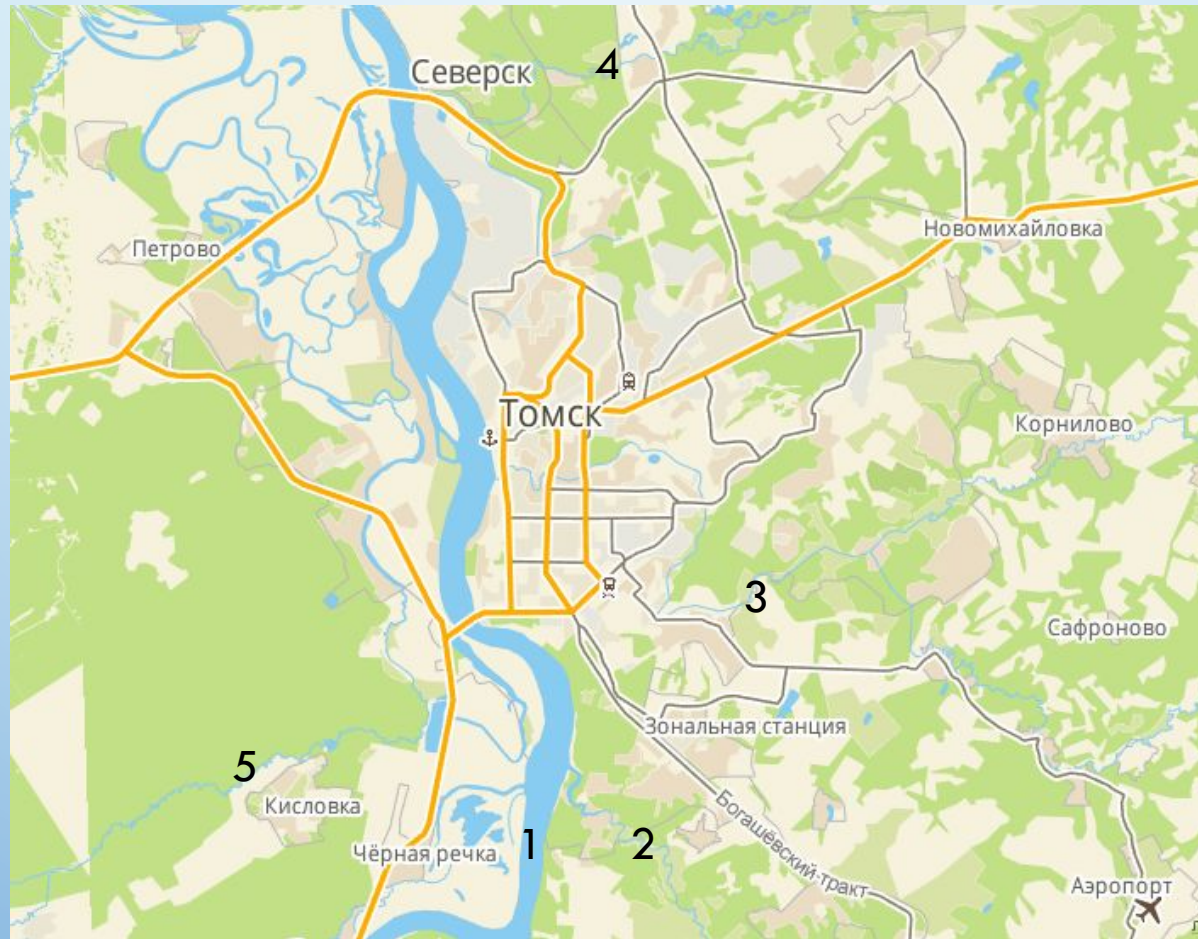 Северск
4
Петрово
Новомихайловка
Томск
Корнилово
3
Сафроново
Зональная станция
5
Кисловка
Чёрная речка
1
2
Богашёвский тракт
Аэропорт